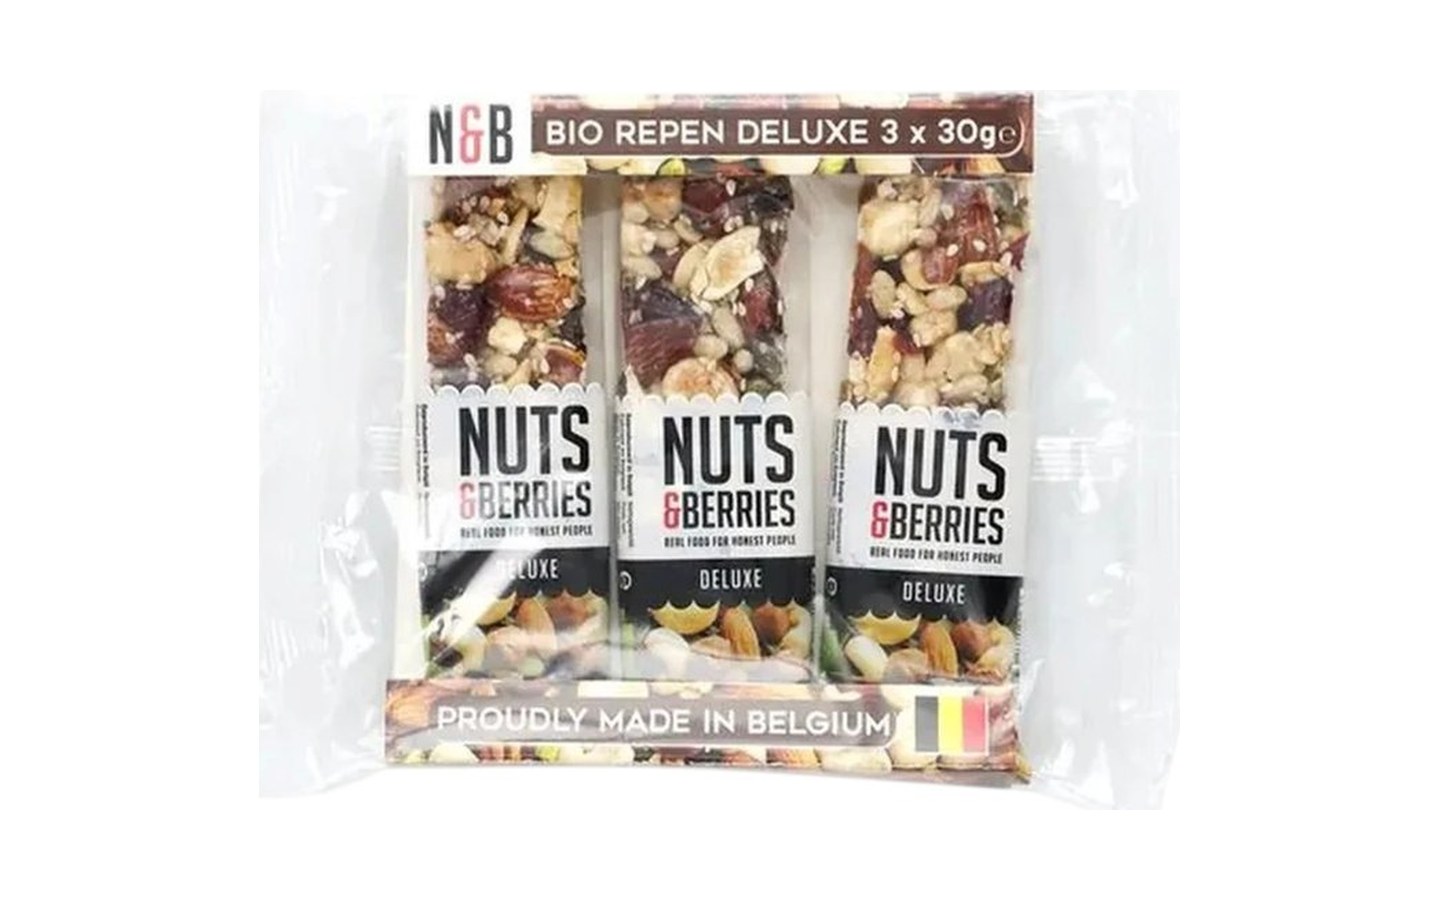 N&B
BIO REPEN DELUXE 3 x 30g e
NUTS
&BERRIES
REAL FOOD FOR HONEST PEOPLE
DELUXE
NUTS
&BERRIES
REAL FOOD FOR HONEST PEOPLE
DELUXE
NUTS
&BERRIES
REAL FOOD FOR HONEST PEOPLE
DELUXE
PROUDLY MADE IN BELGIUM